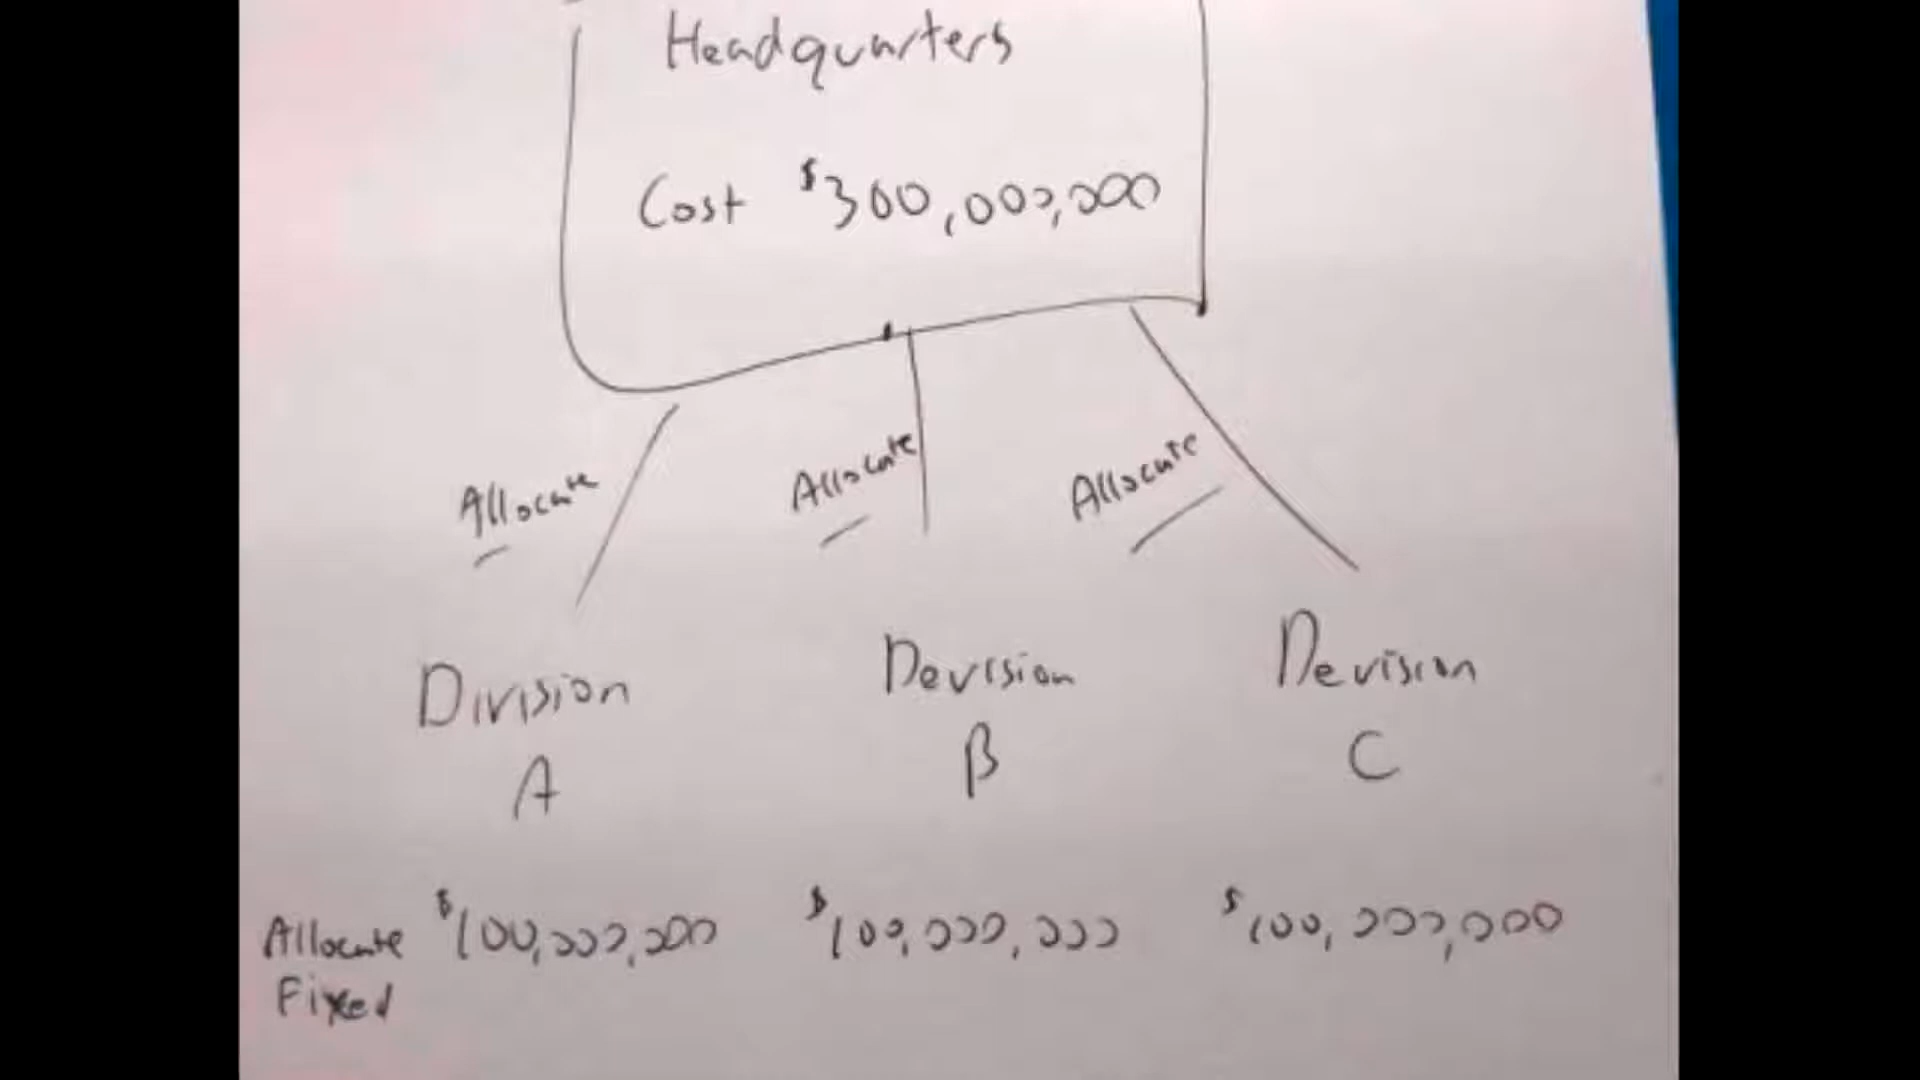 Headquarters
Cost $300,000,000
Allocate Allocate Allocate
Division Devision Devision
A B C
Allocate $100,000,000 $100,000,000 $100,000,000
Fixed